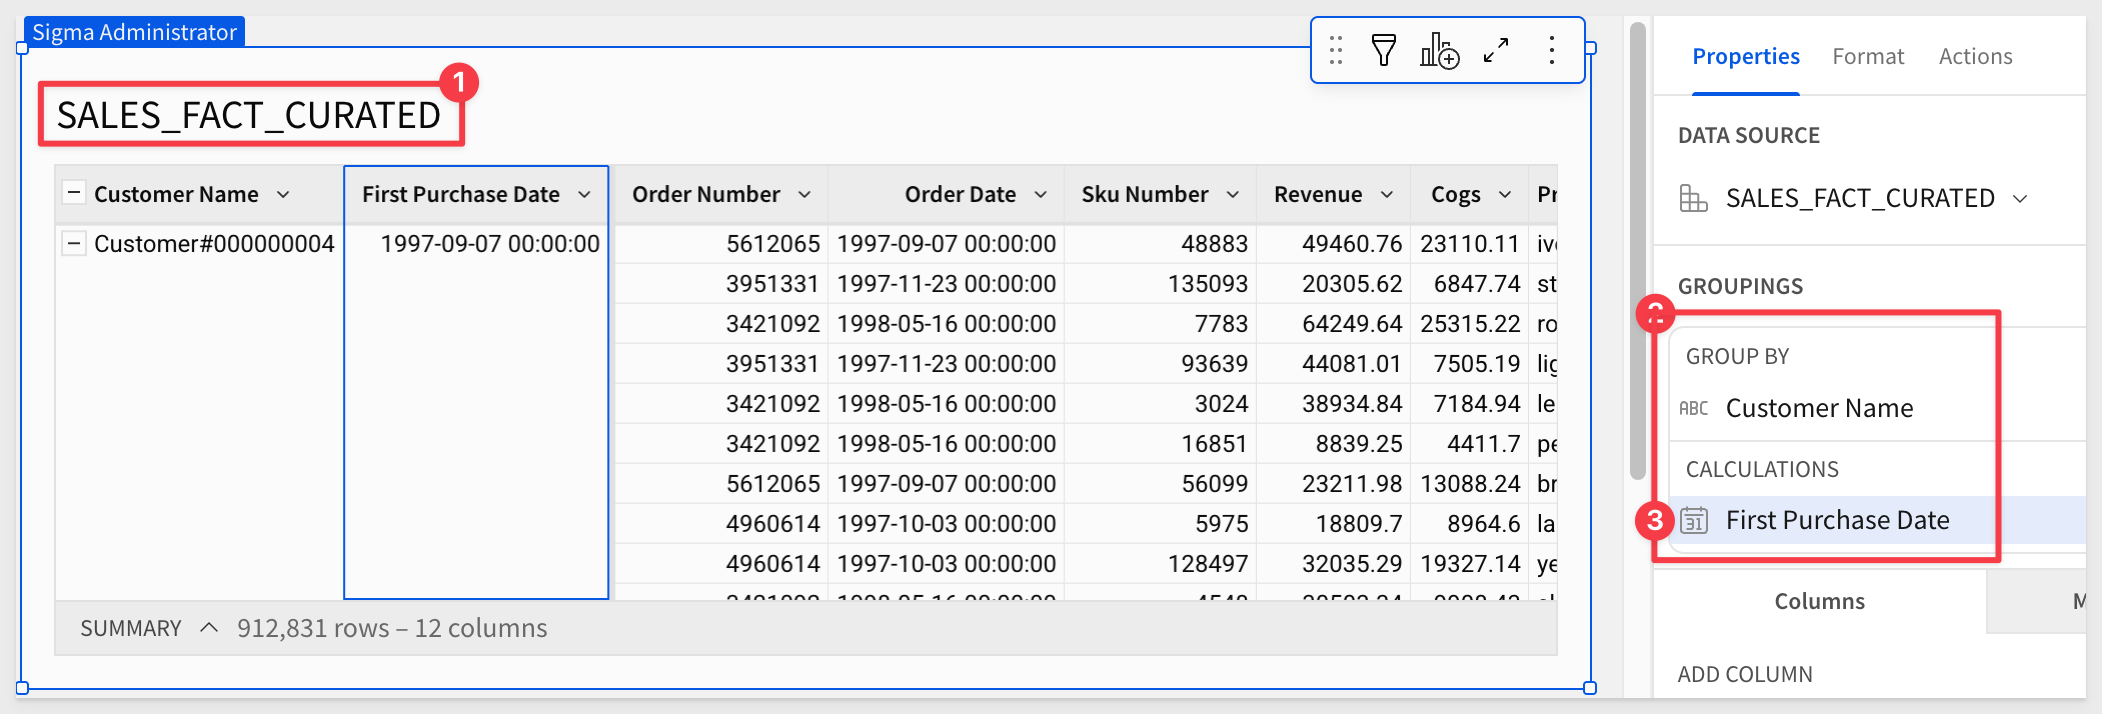 Sigma Administrator
1
SALES_FACT_CURATED
Customer Name First Purchase Date Order Number Order Date Sku Number Revenue Cogs Pr
Customer#000000004 1997-09-07 00:00:00 5612065 1997-09-07 00:00:00 48883 49460.76 23110.11
3951331 1997-11-23 00:00:00 135093 20305.62 6847.74 st
3421092 1998-05-16 00:00:00 7783 64249.64 25315.22 ro
3951331 1997-11-23 00:00:00 93639 44081.01 7505.19 lig
3421092 1998-05-16 00:00:00 3024 38934.84 7184.94 le
3421092 1998-05-16 00:00:00 16851 8839.25 4411.7 pe
5612065 1997-09-07 00:00:00 56099 23211.98 13088.24 br
4960614 1997-10-03 00:00:00 5975 18809.7 8964.6 la
4960614 1997-10-03 00:00:00 128497 32035.29 19327.14 ye
SUMMARY 912,831 rows – 12 columns
Properties Format Actions
DATA SOURCE
SALES_FACT_CURATED
GROUPINGS
2
GROUP BY
ABC Customer Name
CALCULATIONS
3 31 First Purchase Date
Columns M
ADD COLUMN